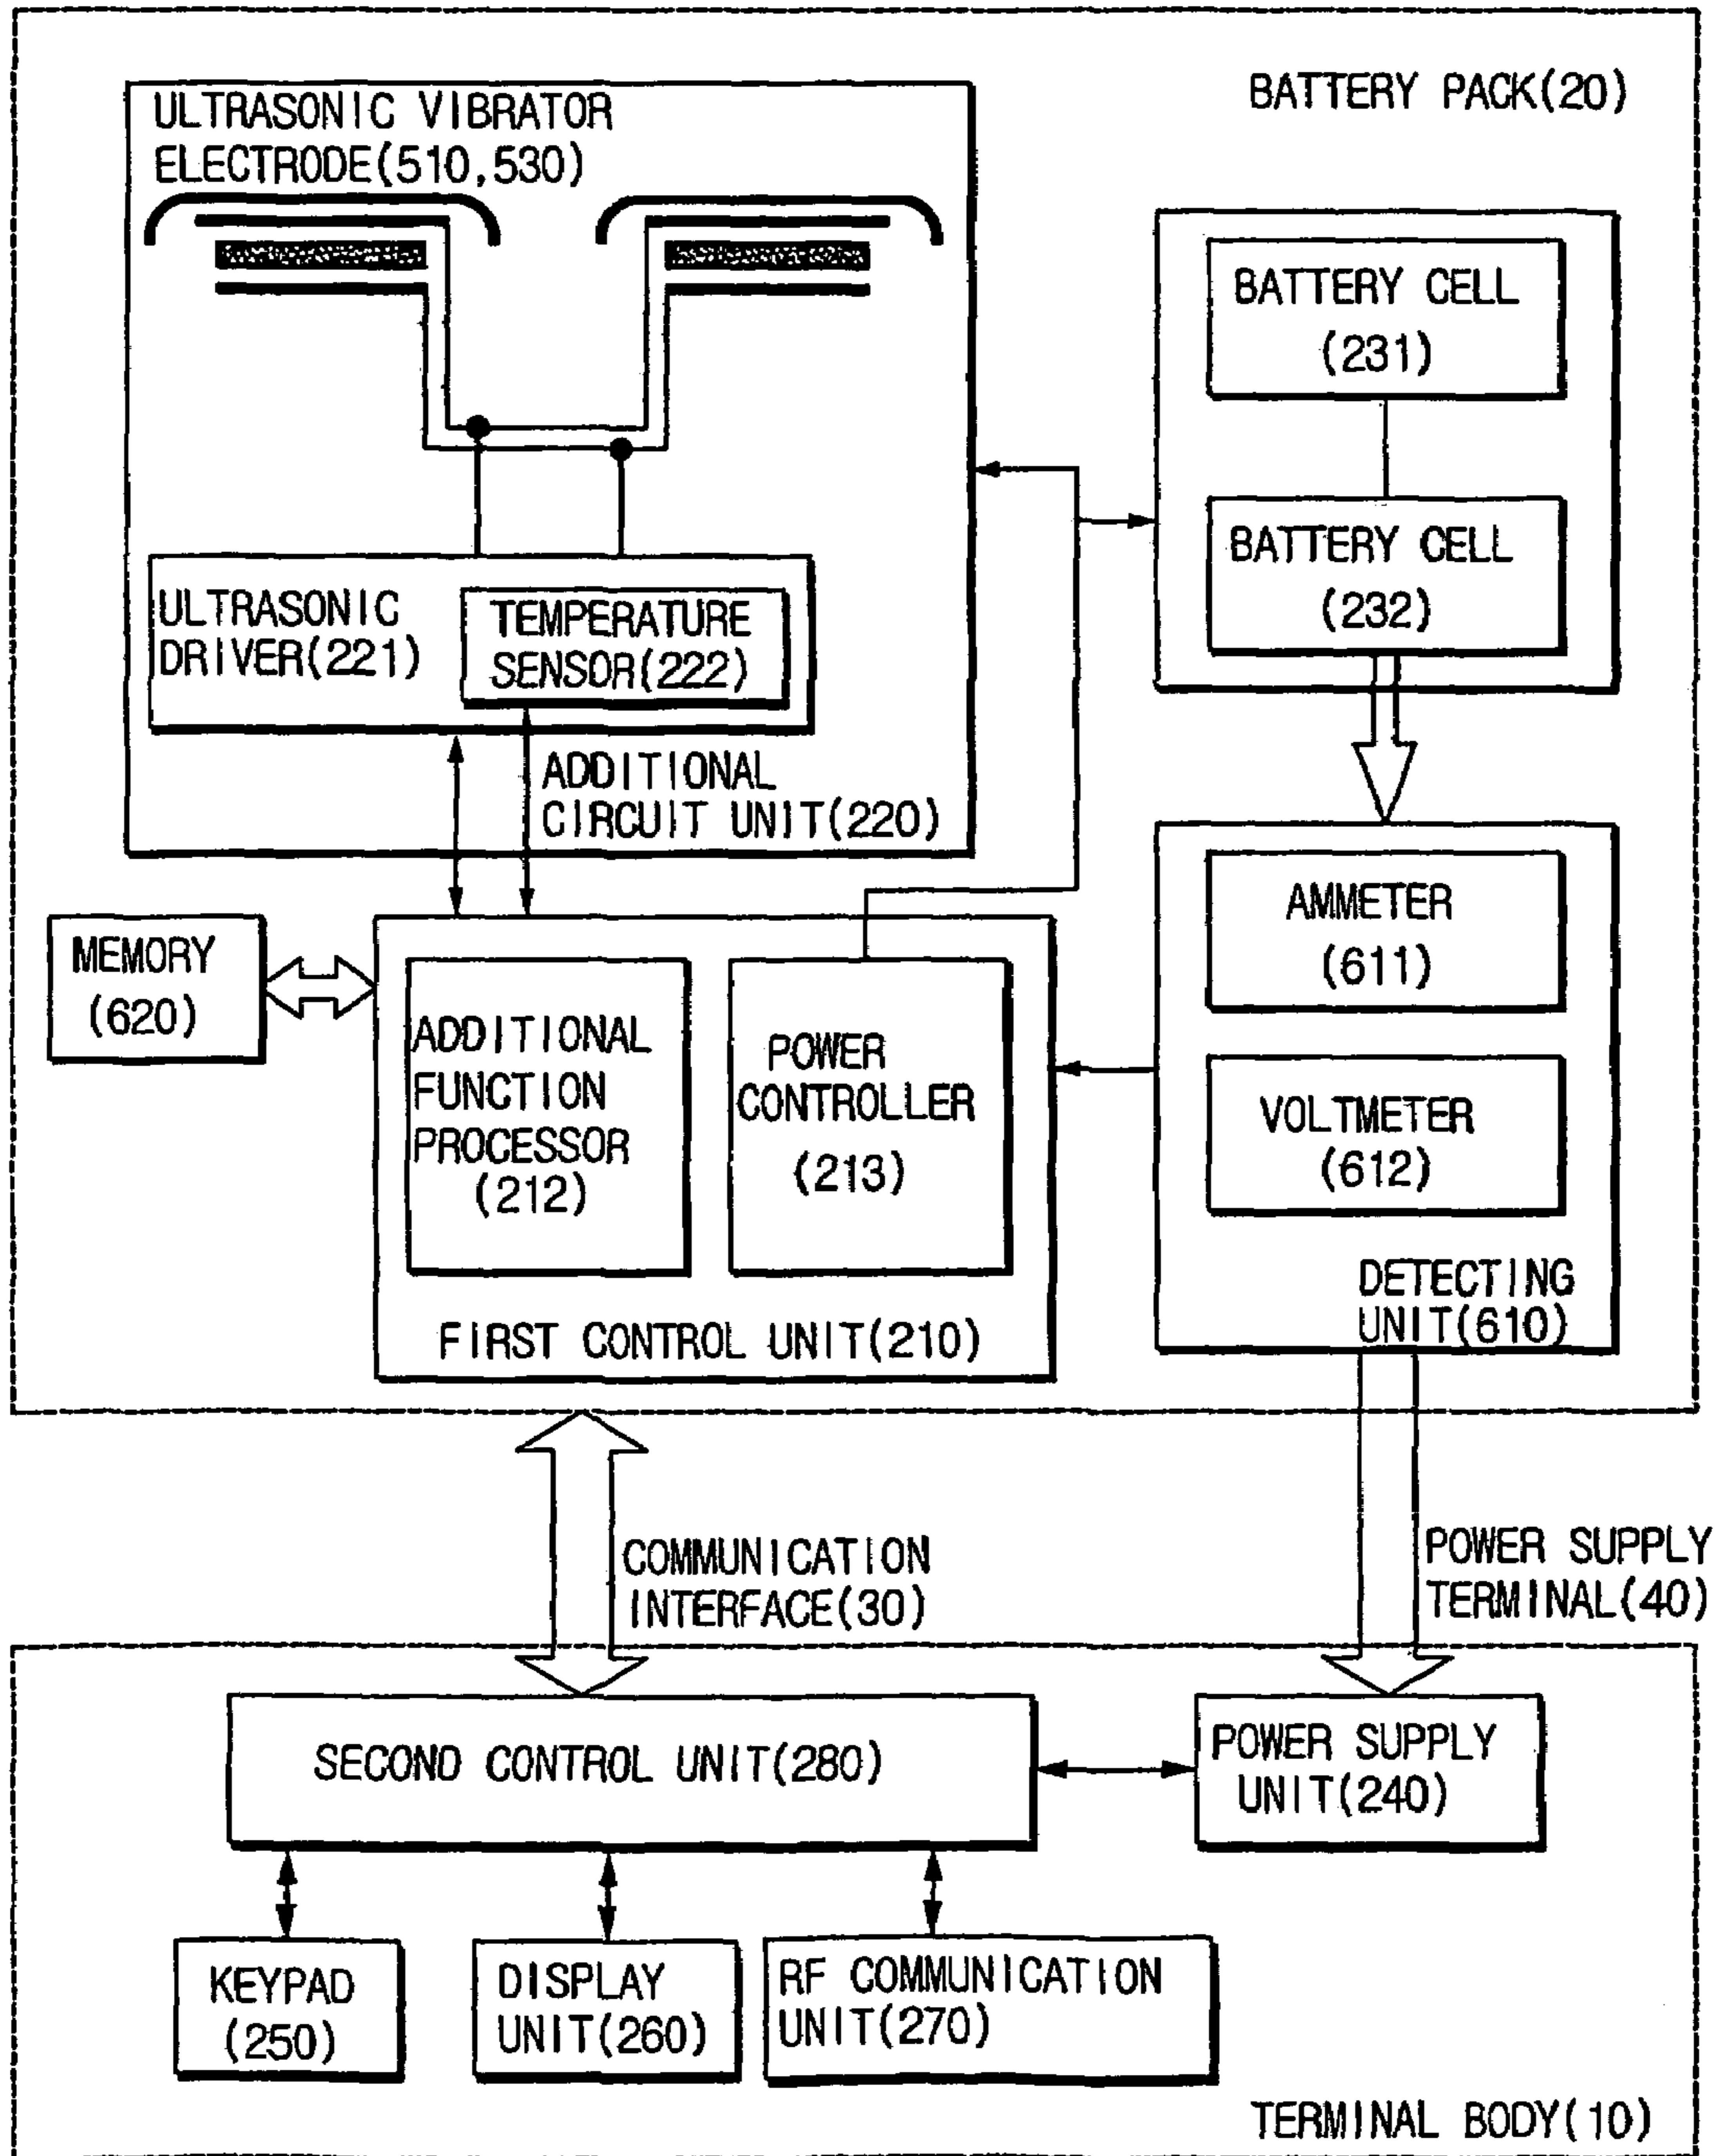 BATTERY PACK(20)
ULTRASONIC VIBRATOR
ELECTRODE(510,530)
BATTERY CELL
(231)
BATTERY CELL
(232)
ULTRASONIC
DRIVER(221)
TEMPERATURE
SENSOR(222)
ADDITIONAL
CIRCUIT UNIT(220)
AMMETER
(611)
VOLTMETER
(612)
DETECTING
UNIT(610)
MEMORY
(620)
ADDITIONAL
FUNCTION
PROCESSOR
(212)
POWER
CONTROLLER
(213)
FIRST CONTROL UNIT(210)
COMMUNICATION
INTERFACE(30)
POWER SUPPLY
TERMINAL(40)
SECOND CONTROL UNIT(280)
POWER SUPPLY
UNIT(240)
KEYPAD
(250)
DISPLAY
UNIT(260)
RF COMMUNICATION
UNIT(270)
TERMINAL BODY(10)